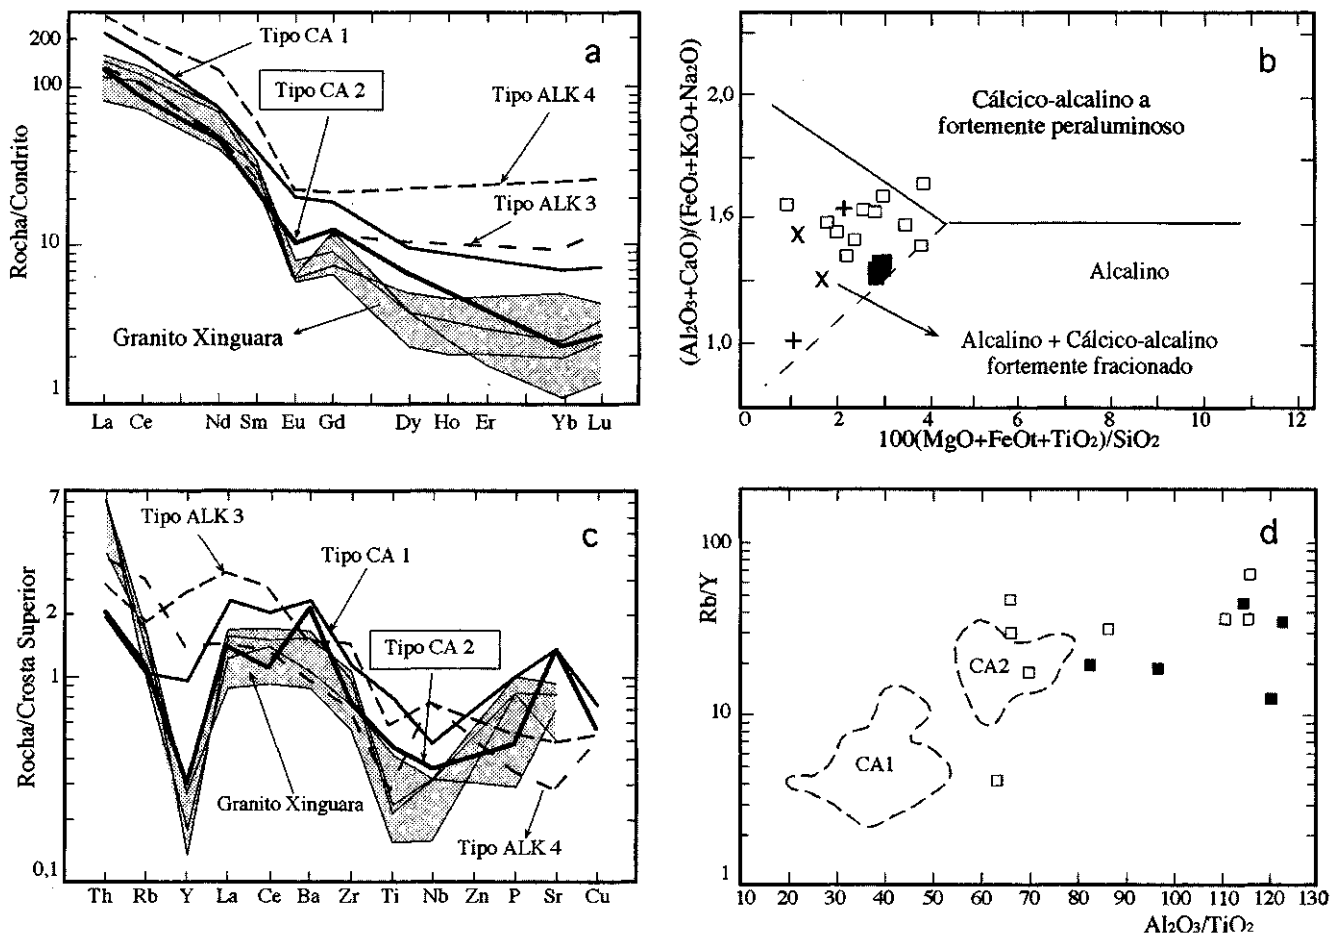 a
200
100
10
1
Rocha/Condrito
Tipo CA 1
Tipo CA 2
Tipo ALK 4
Tipo ALK 3
Granito Xinguara
La Ce Nd Sm Eu Gd Dy Ho Er Yb Lu
b
2,0
1,6
1,0
(Al₂O₃+CaO)/(FeOₜ+K₂O+Na₂O)
Cálcico-alcalino a
fortemente peraluminoso
Alcalino
Alcalino + Cálcico-alcalino
fortemente fracionado
0 2 4 6 8 10 12
100(MgO+FeOt+TiO₂)/SiO₂
c
7
2
1
0,1
Rocha/Crosta Superior
Tipo ALK 3
Tipo CA 1
Tipo CA 2
Granito Xinguara
Tipo ALK 4
Th Rb Y La Ce Ba Zr Ti Nb Zn P Sr Cu
d
100
10
1
Rb/Y
CA2
CA1
10 20 30 40 50 60 70 80 90 100 110 120 130
Al₂O₃/TiO₂